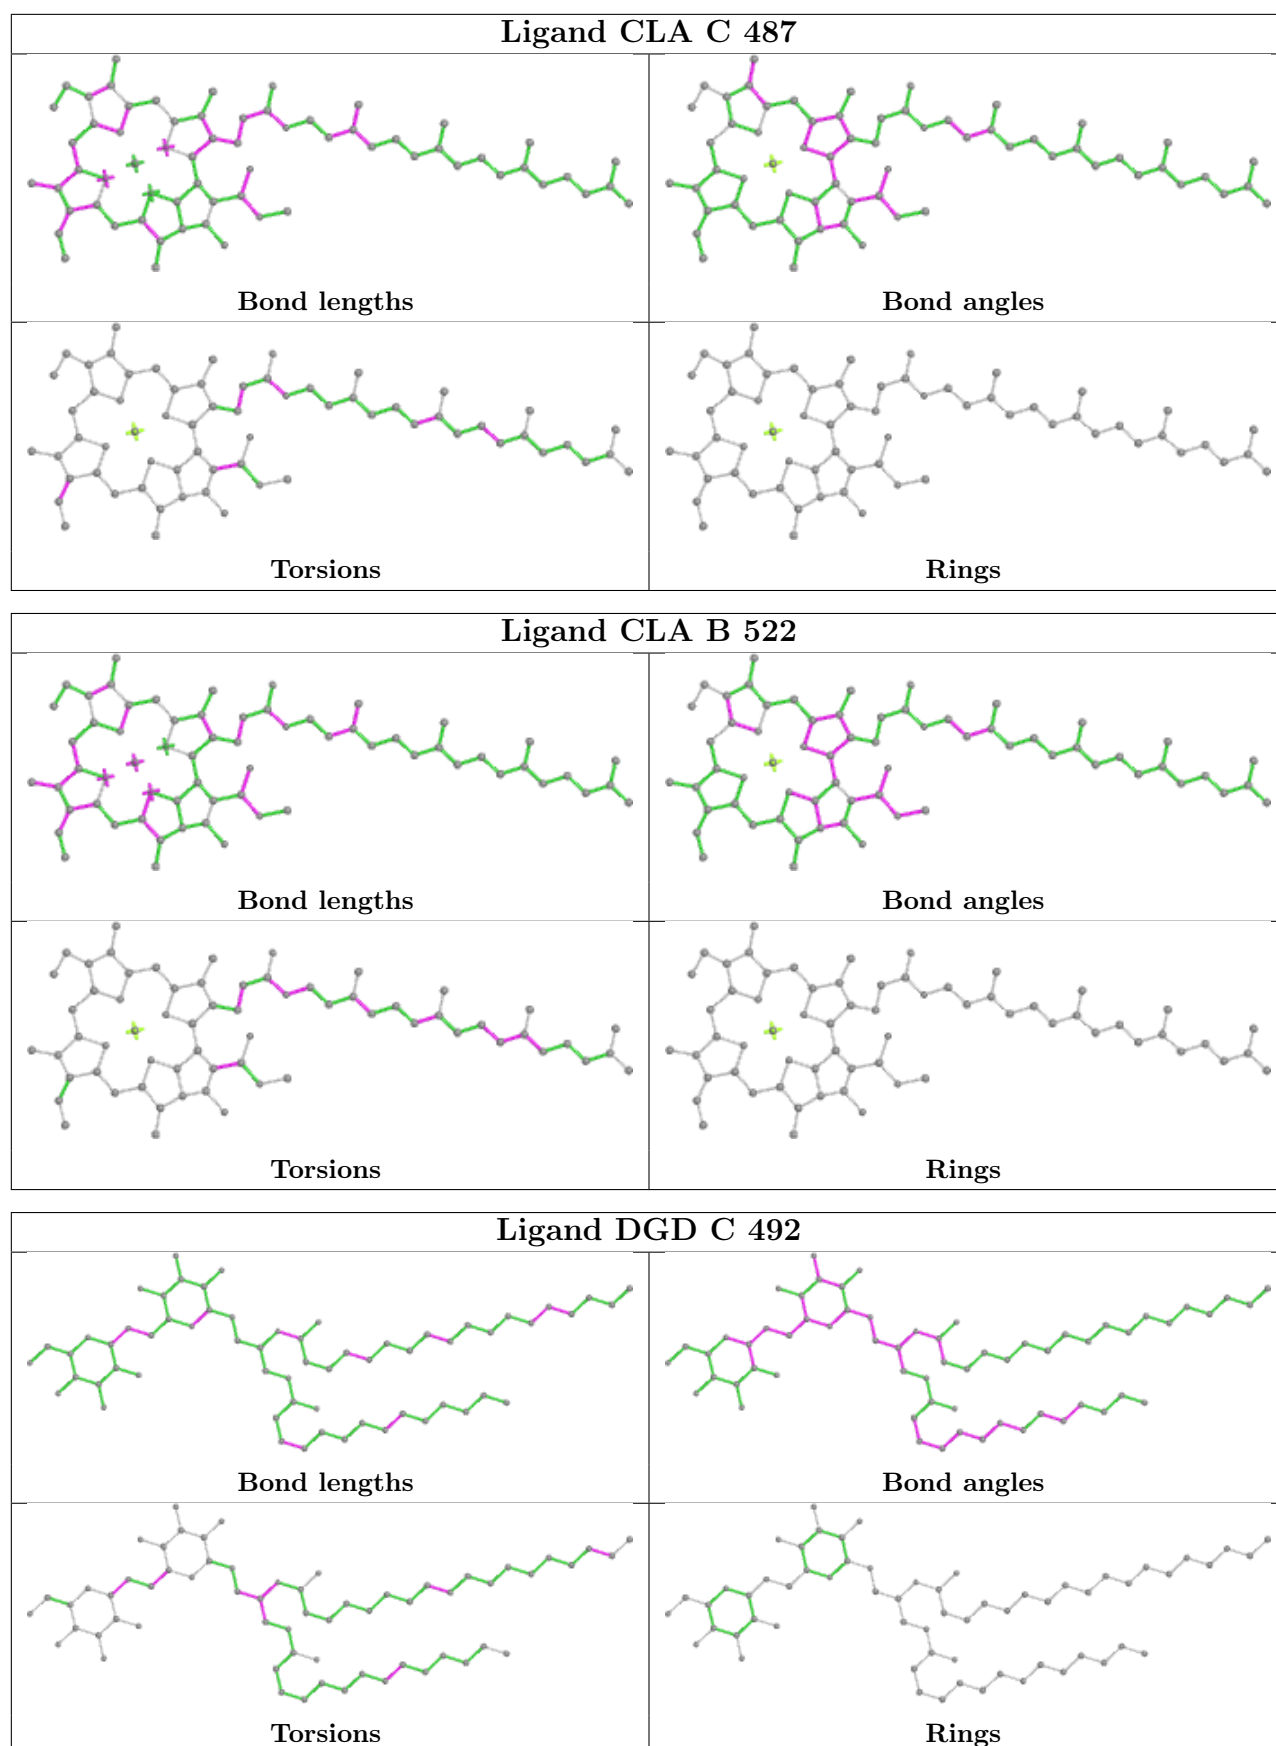 Ligand CLA C 487
Bond lengths
Bond angles
Torsions
Rings
Ligand CLA B 522
Bond lengths
Bond angles
Torsions
Rings
Ligand DGD C 492
Bond lengths
Bond angles
Torsions
Rings